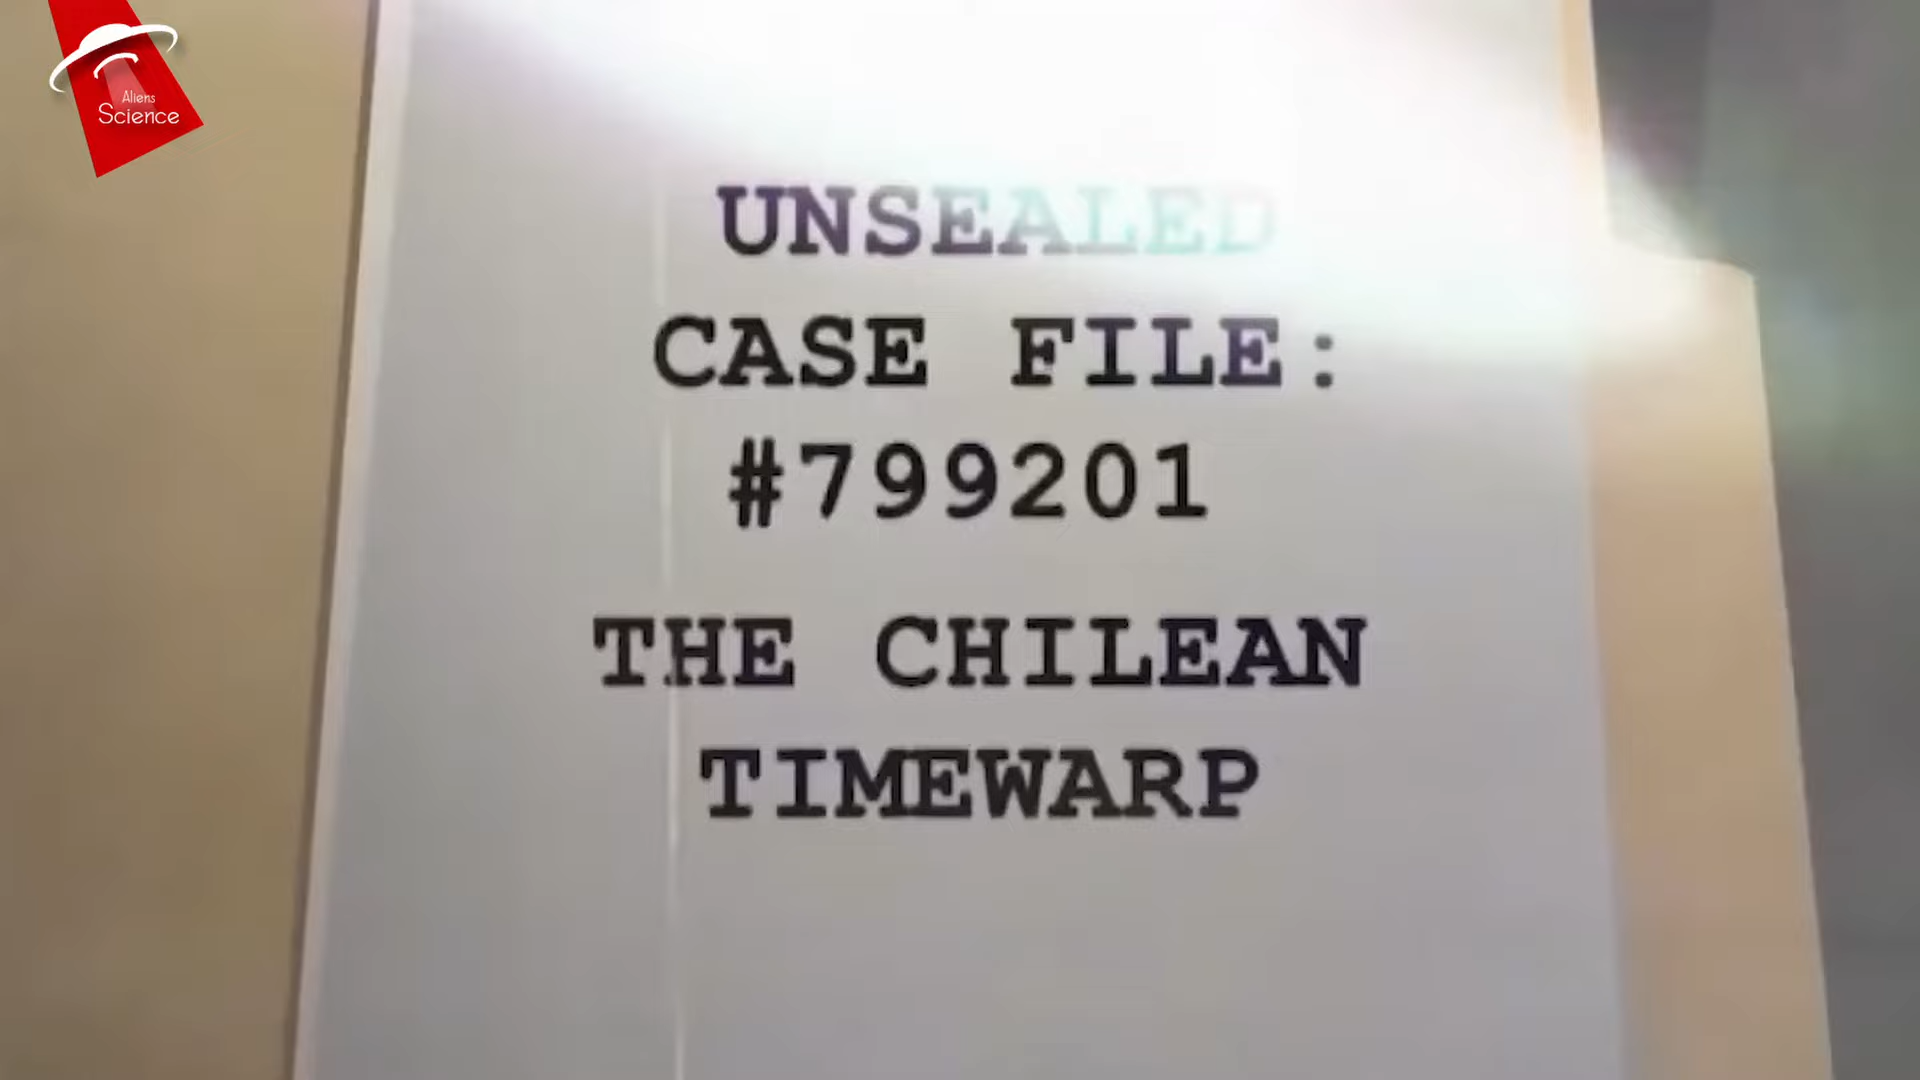 Aliens
Science
UNSEALED
CASE FILE:
#799201
THE CHILEAN
TIMEWARP